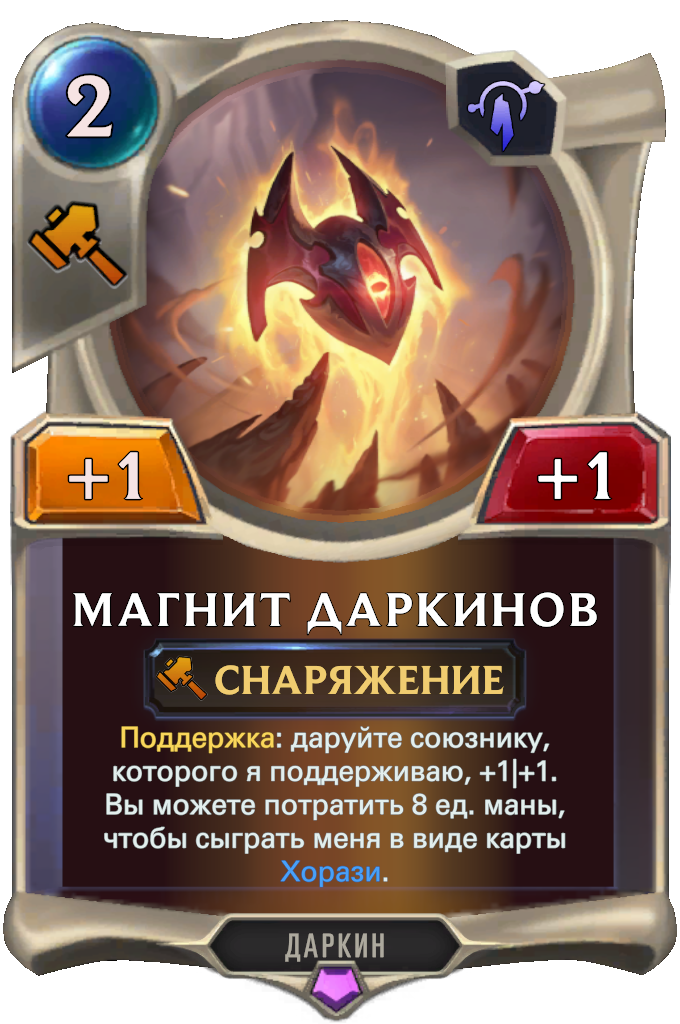 2
+1
+1
МАГНИТ ДАРКИНОВ
СНАРЯЖЕНИЕ
Поддержка: даруйте союзнику,
которого я поддерживаю, +1|+1.
Вы можете потратить 8 ед. маны,
чтобы сыграть меня в виде карты
Хорази.
ДАРКИН